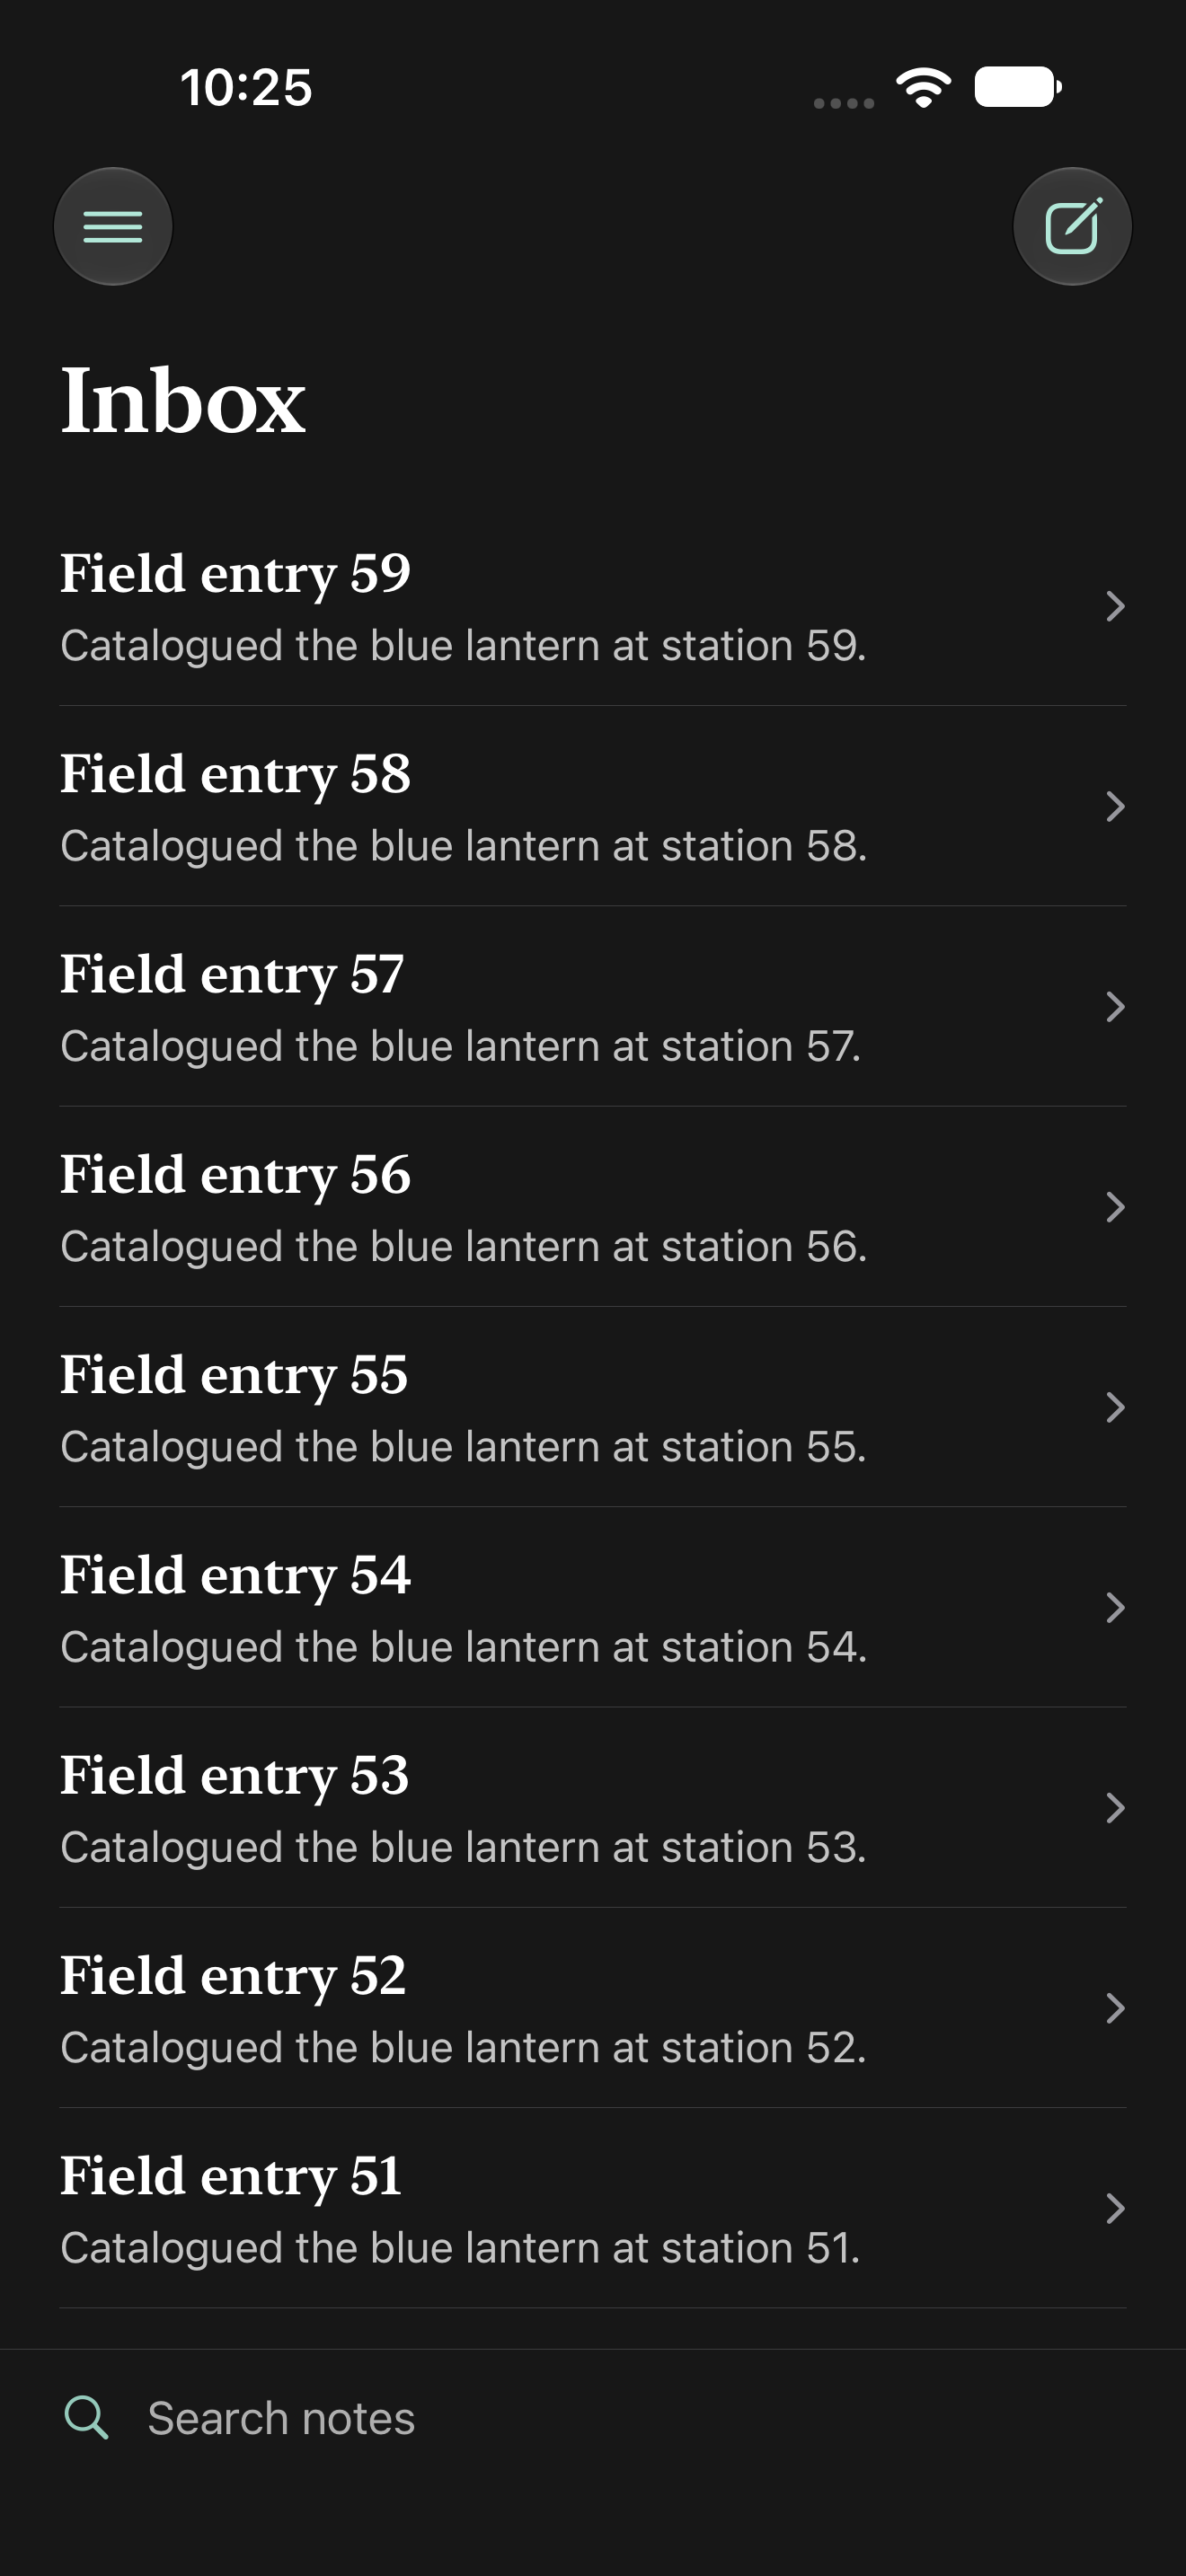 10:25
Inbox
Field entry 59
Catalogued the blue lantern at station 59.
Field entry 58
Catalogued the blue lantern at station 58.
Field entry 57
Catalogued the blue lantern at station 57.
Field entry 56
Catalogued the blue lantern at station 56.
Field entry 55
Catalogued the blue lantern at station 55.
Field entry 54
Catalogued the blue lantern at station 54.
Field entry 53
Catalogued the blue lantern at station 53.
Field entry 52
Catalogued the blue lantern at station 52.
Field entry 51
Catalogued the blue lantern at station 51.
Search notes